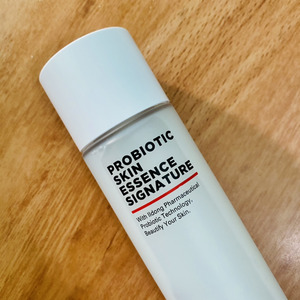 PROBIOTIC
SKIN
ESSENCE
SIGNATURE
With Ildong Pharmaceutical
Probiotic Technology,
Beautify Your Skin.